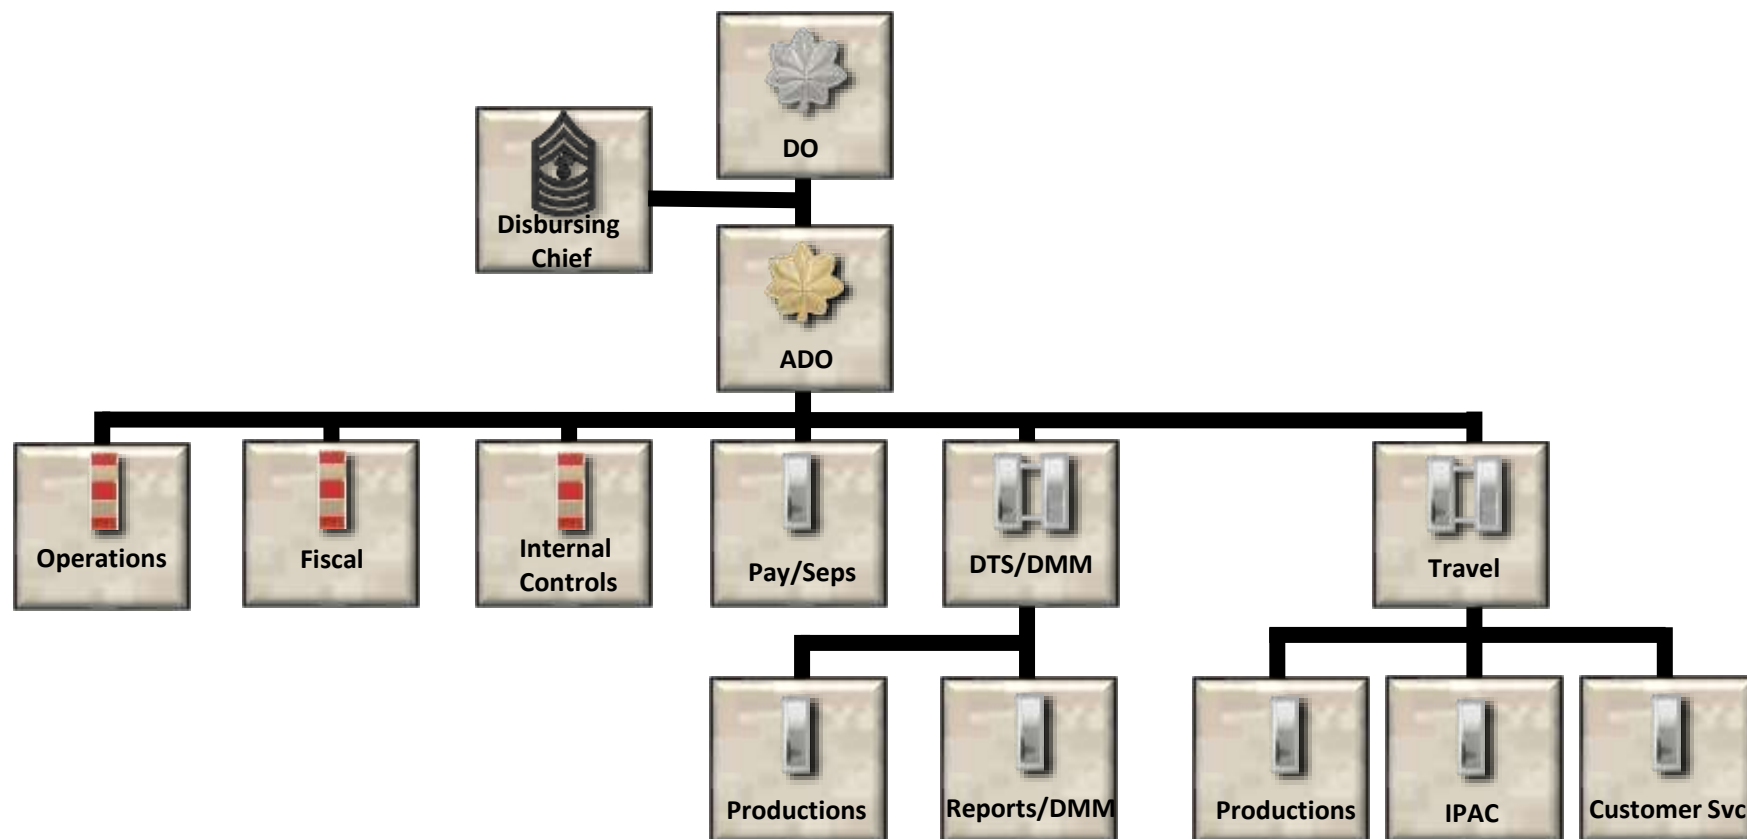 DO
Disbursing
Chief
ADO
Operations
Fiscal
Internal
Controls
Pay/Seps
DTS/DMM
Travel
Productions
Reports/DMM
Productions
IPAC
Customer Svc